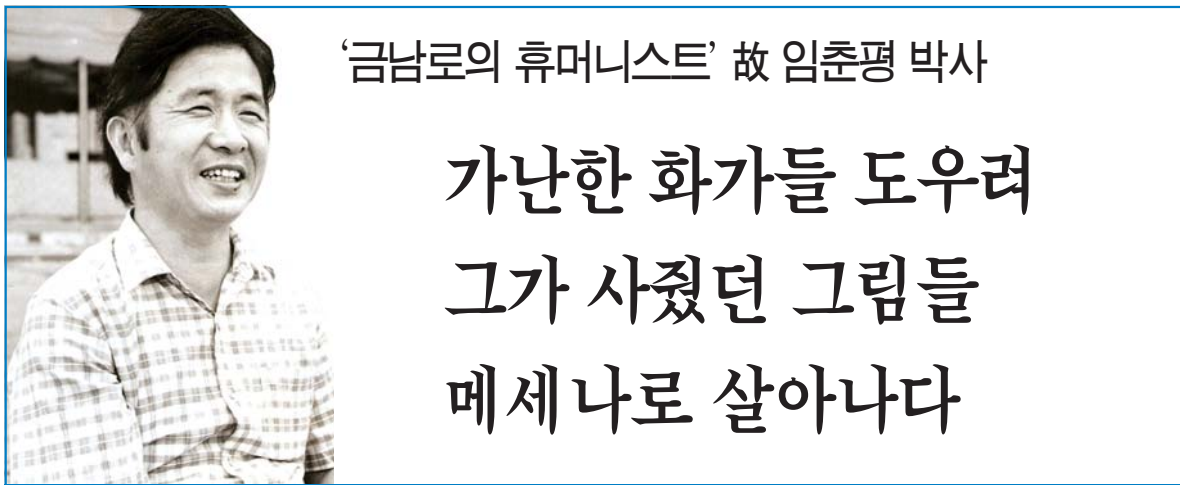 ‘금남로의 휴머니스트’ 故 임춘평 박사
가난한 화가들 도우려
그가 사줬던 그림들
메세나로 살아나다